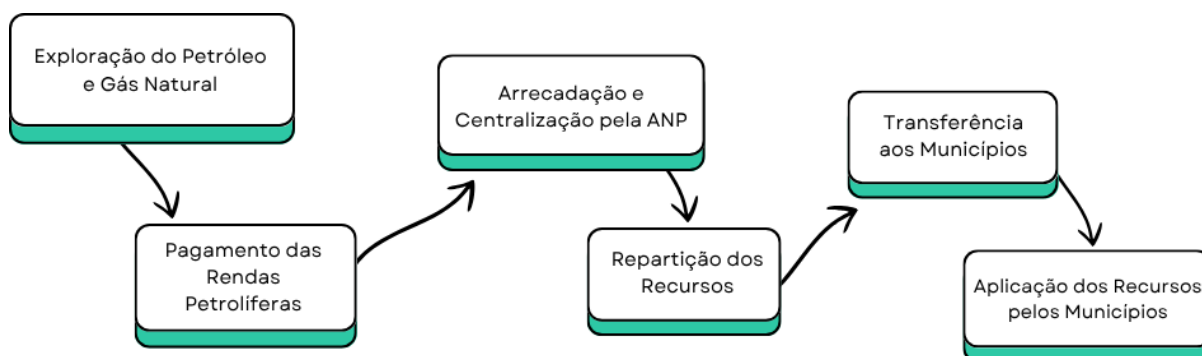 Exploração do Petróleo
e Gás Natural
Pagamento das
Rendas
Petrolíferas
Arrecadação e
Centralização pela ANP
Repartição dos
Recursos
Transferência
aos Municípios
Aplicação dos Recursos
pelos Municípios